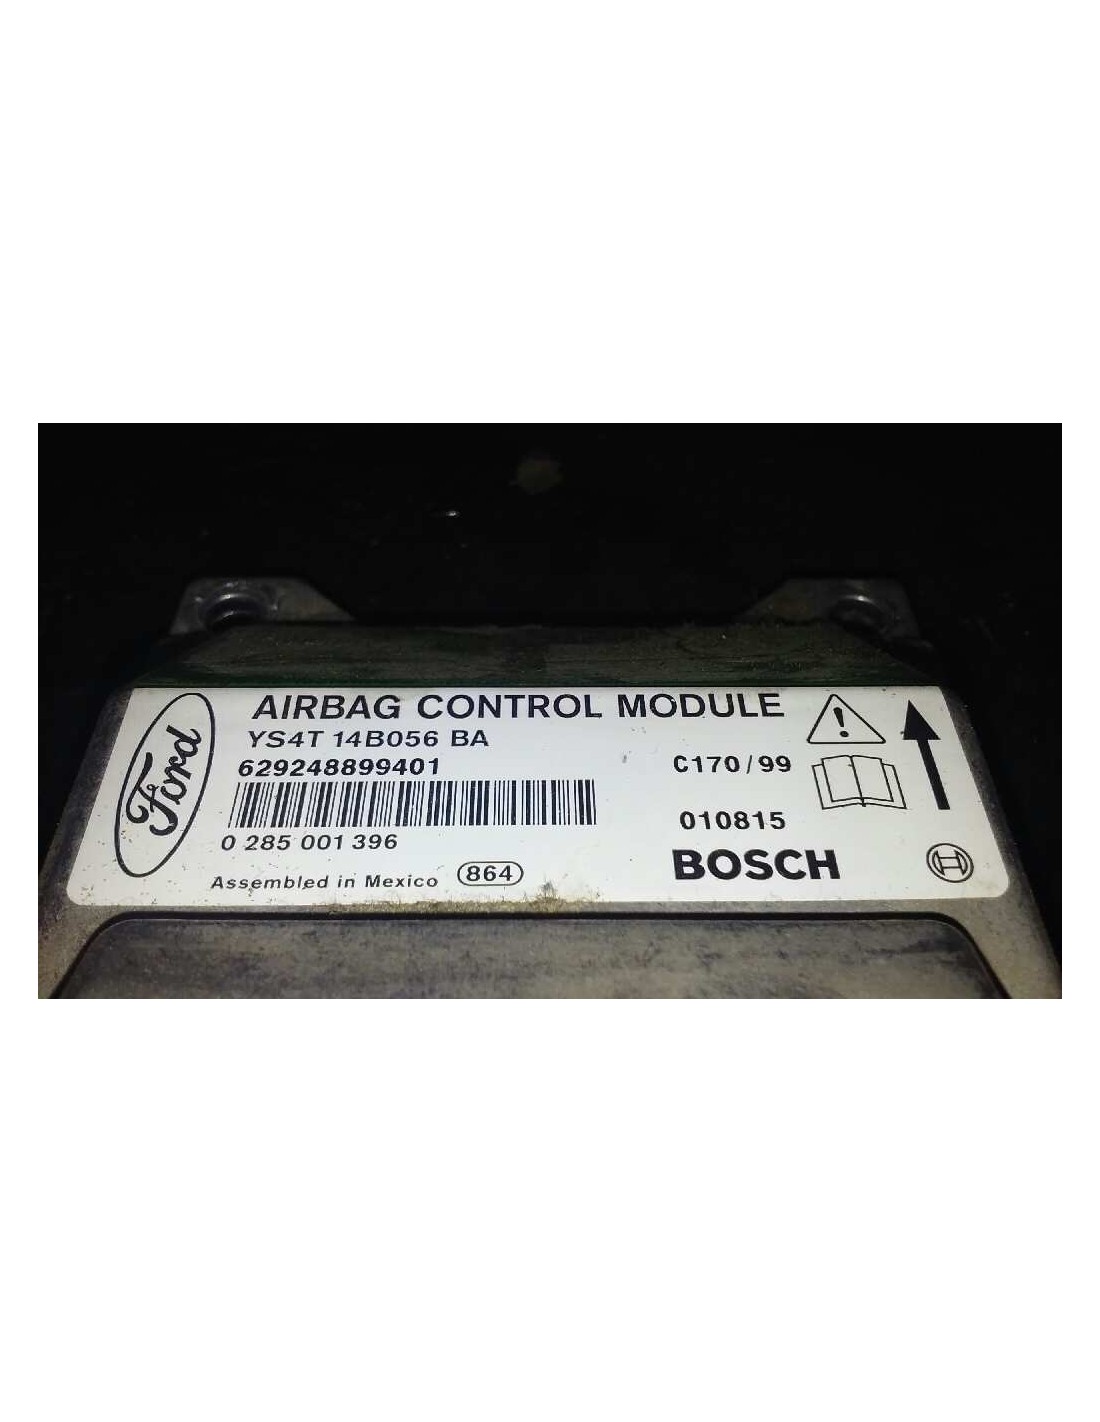 Ford
AIRBAG CONTROL MODULE
YS4T 14B056 BA
629248899401
C170/99
010815
0 285 001 396
Assembled in Mexico 864
BOSCH